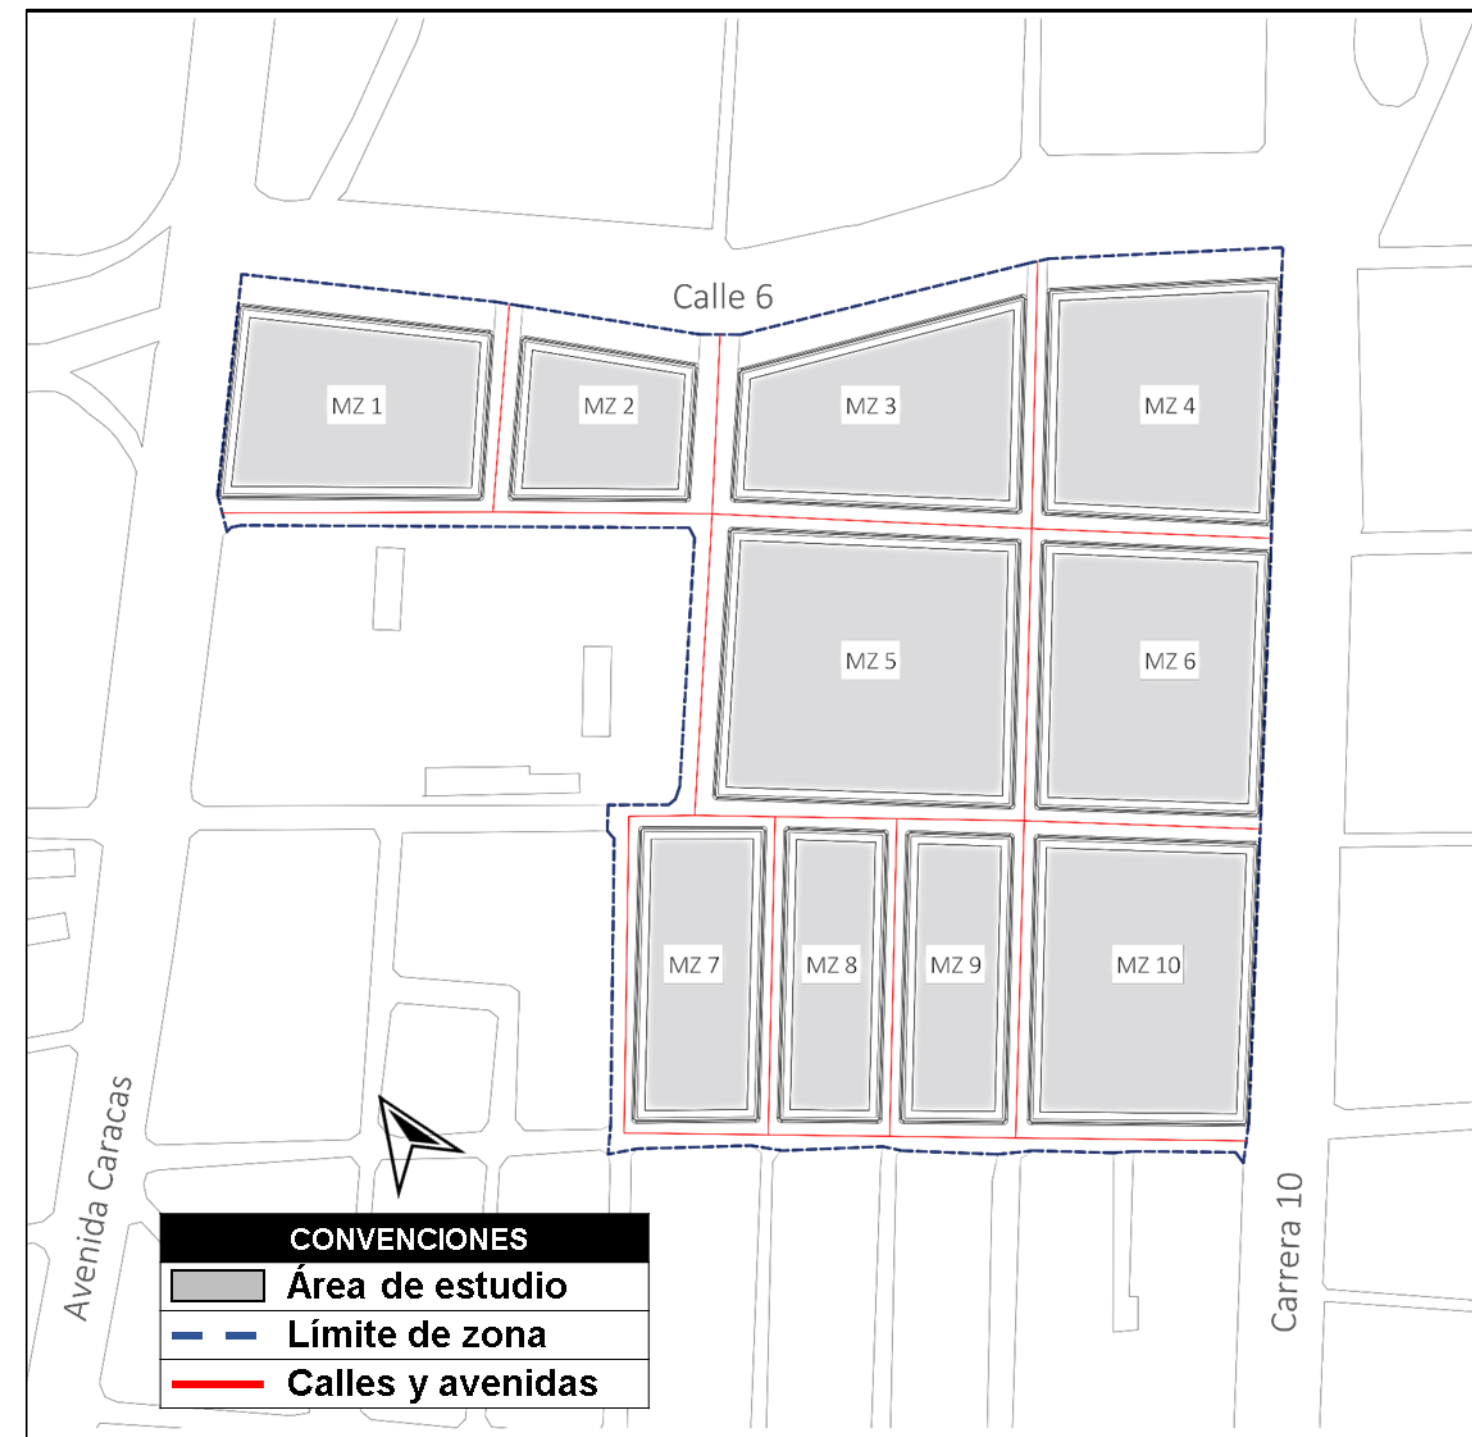 Calle 6
MZ 1
MZ 2
MZ 3
MZ 4
MZ 5
MZ 6
MZ 7
MZ 8
MZ 9
MZ 10
Avenida Caracas
Carrera 10
CONVENCIONES
Área de estudio
Límite de zona
Calles y avenidas